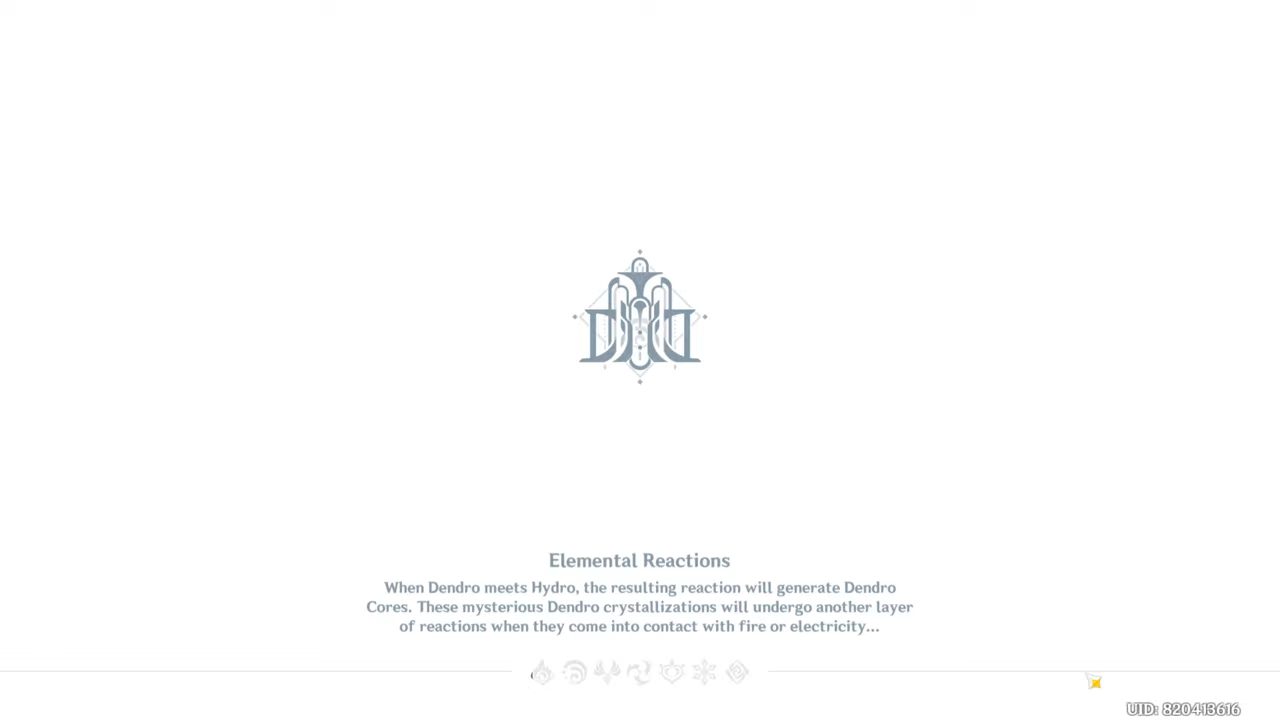 Elemental Reactions
When Dendro meets Hydro, the resulting reaction will generate Dendro
Cores. These mysterious Dendro crystallizations will undergo another layer
of reactions when they come into contact with fire or electricity...
UID: 820413616